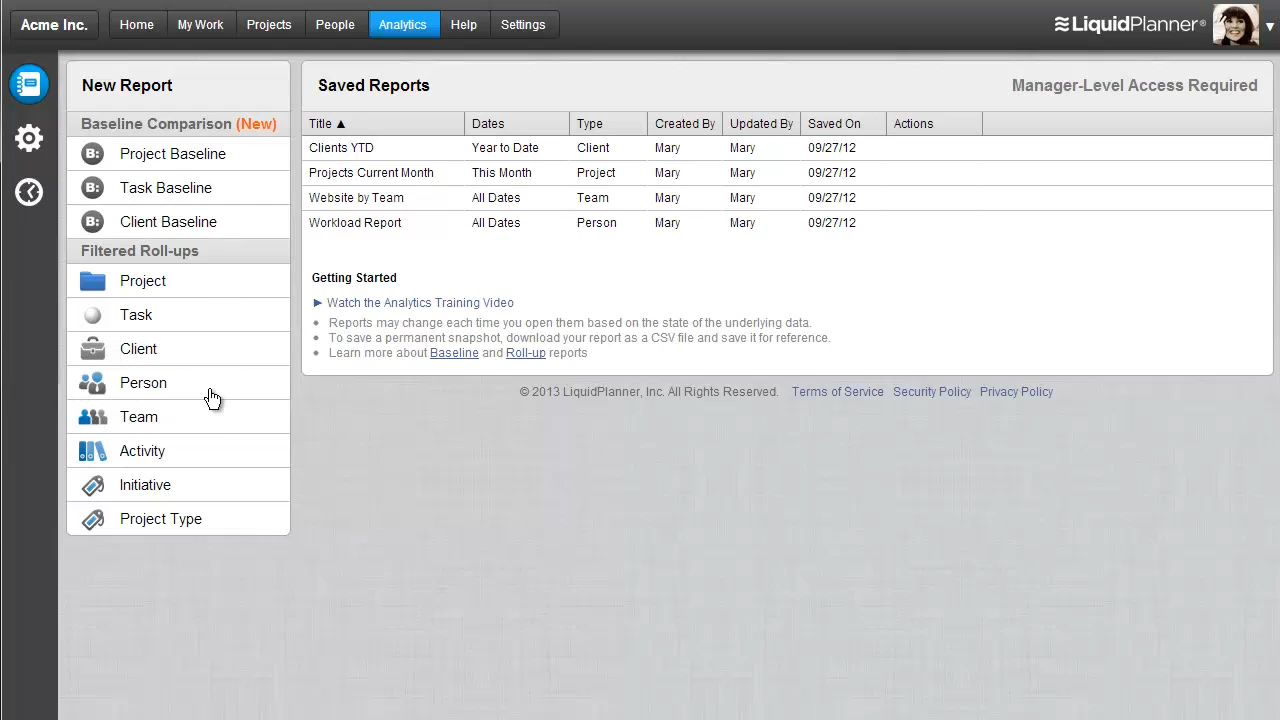 Acme Inc. Home My Work Projects People Analytics Help Settings LiquidPlanner®
New Report
Baseline Comparison (New)
B: Project Baseline
B: Task Baseline
B: Client Baseline
Filtered Roll-ups
Project
Task
Client
Person
Team
Activity
Initiative
Project Type
Saved Reports Manager-Level Access Required
Title ▲ Dates Type Created By Updated By Saved On Actions
Clients YTD Year to Date Client Mary Mary 09/27/12
Projects Current Month This Month Project Mary Mary 09/27/12
Website by Team All Dates Team Mary Mary 09/27/12
Workload Report All Dates Person Mary Mary 09/27/12
Getting Started
Watch the Analytics Training Video
Reports may change each time you open them based on the state of the underlying data.
To save a permanent snapshot, download your report as a CSV file and save it for reference.
Learn more about Baseline and Roll-up reports
© 2013 LiquidPlanner, Inc. All Rights Reserved. Terms of Service Security Policy Privacy Policy